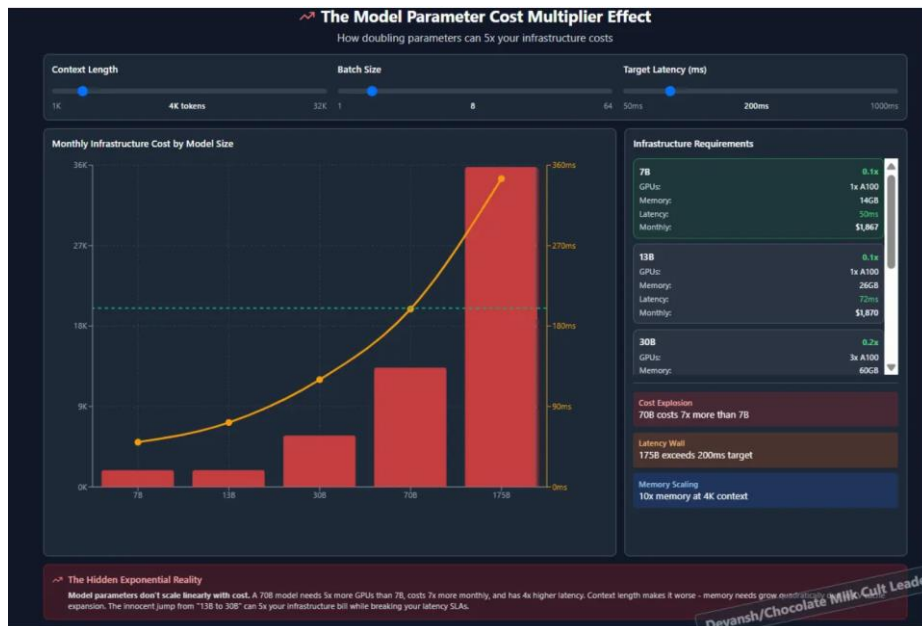 The Model Parameter Cost Multiplier Effect
How doubling parameters can 5x your infrastructure costs
Context Length
1K 4K tokens 32K
Batch Size
1 8 64
Target Latency (ms)
50ms 200ms 1000ms
Monthly Infrastructure Cost by Model Size
36K
27K
18K
9K
0K
360ms
270ms
180ms
90ms
0ms
7B 13B 30B 70B 175B
Infrastructure Requirements
7B 0.1x
GPUs: 1x A100
Memory: 14GB
Latency: 50ms
Monthly: $1,867
13B 0.1x
GPUs: 1x A100
Memory: 26GB
Latency: 72ms
Monthly: $1,870
30B 0.2x
GPUs: 3x A100
Memory: 60GB
Cost Explosion
70B costs 7x more than 7B
Latency Wall
175B exceeds 200ms target
Memory Scaling
10x memory at 4K context
The Hidden Exponential Reality
Model parameters don't scale linearly with cost. A 70B model needs 5x more GPUs than 7B, costs 7x more monthly, and has 4x higher latency. Context length makes it worse - memory needs grow quadratically
expansion. The innocent jump from "13B to 30B" can 5x your infrastructure bill while breaking your latency SLAs.
Devansh/Chocolate Milk Cult Leade